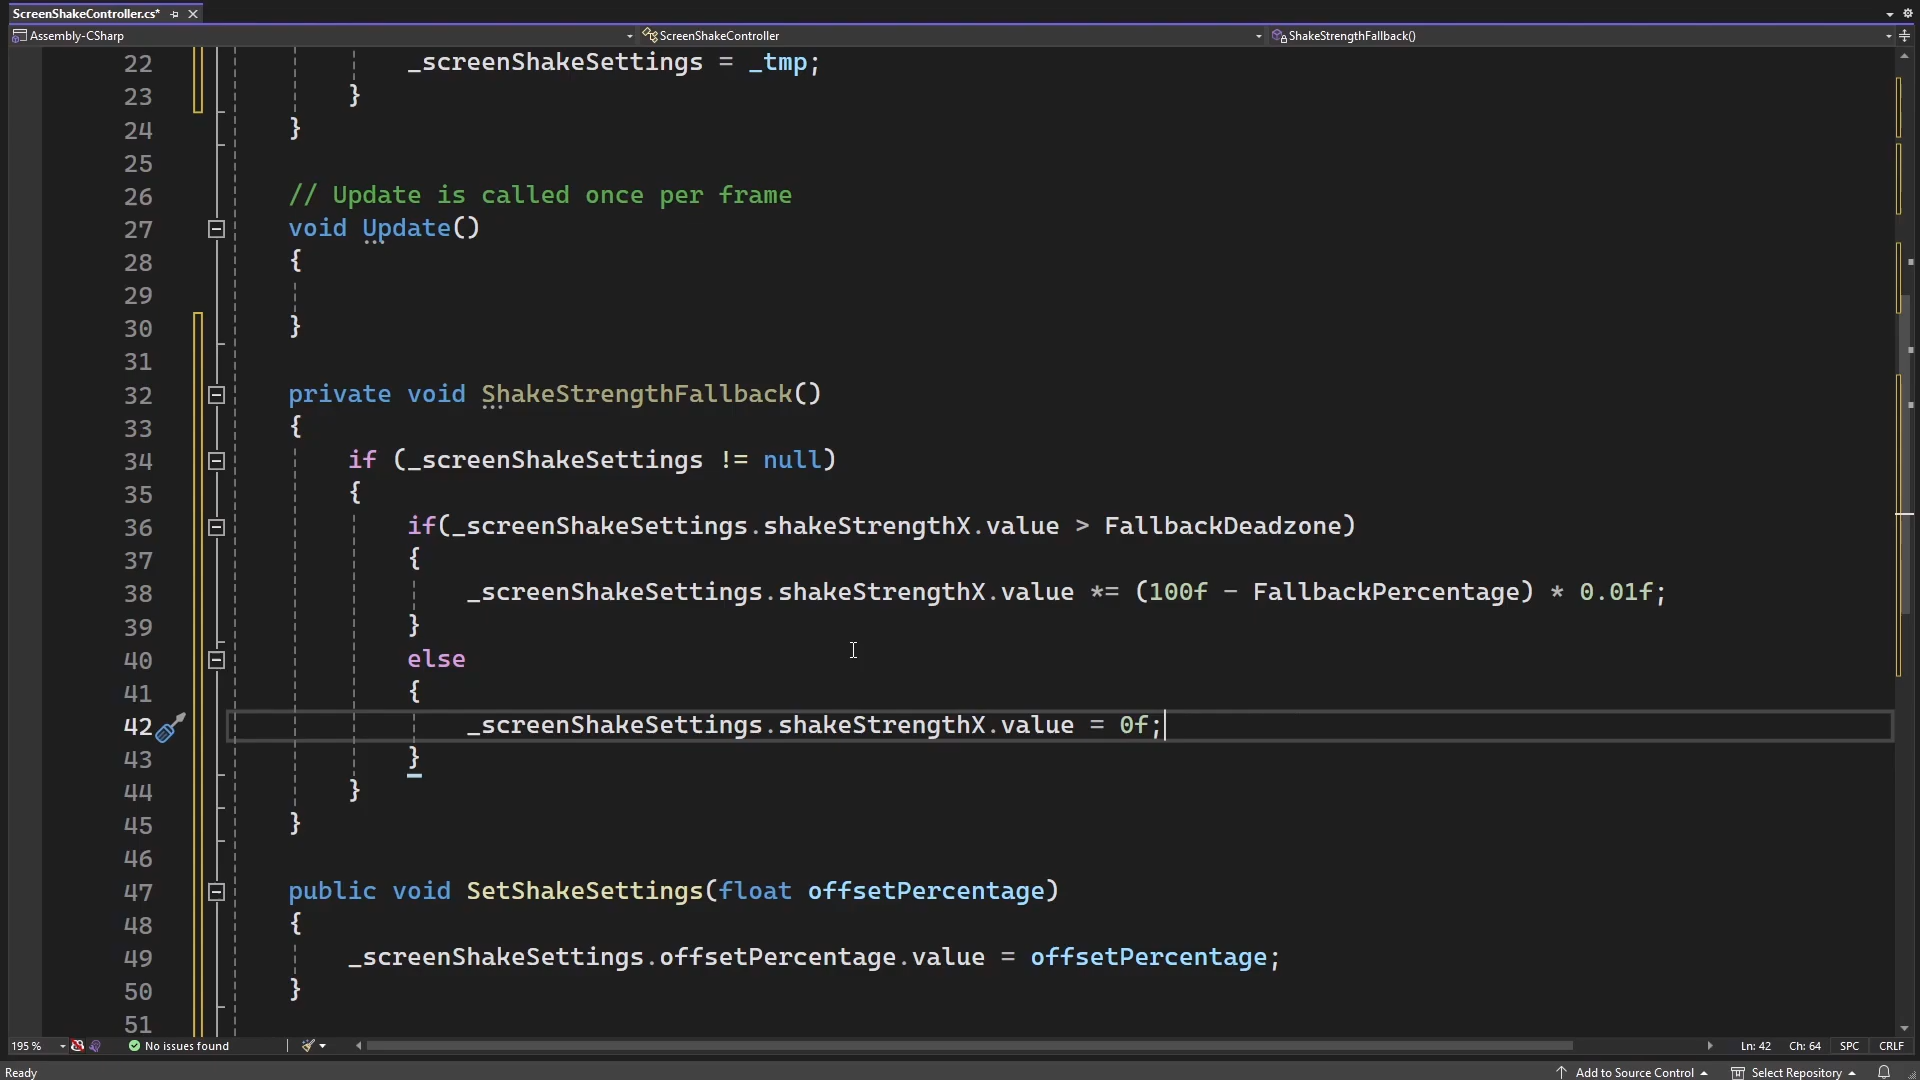 ScreenShakeController.cs*
Assembly-CSharp ScreenShakeController ShakeStrengthFallback()
22 _screenShakeSettings = _tmp;
23 }
24 }
25
26 // Update is called once per frame
27 void Update()
28 {
29
30 }
31
32 private void ShakeStrengthFallback()
33 {
34 if (_screenShakeSettings != null)
35 {
36 if(_screenShakeSettings.shakeStrengthX.value > FallbackDeadzone)
37 {
38 _screenShakeSettings.shakeStrengthX.value *= (100f - FallbackPercentage) * 0.01f;
39 }
40 else
41 {
42 _screenShakeSettings.shakeStrengthX.value = 0f;
43 }
44 }
45 }
46
47 public void SetShakeSettings(float offsetPercentage)
48 {
49 _screenShakeSettings.offsetPercentage.value = offsetPercentage;
50 }
51
195 % No issues found Ln: 42 Ch: 64 SPC CRLF
Ready Add to Source Control Select Repository